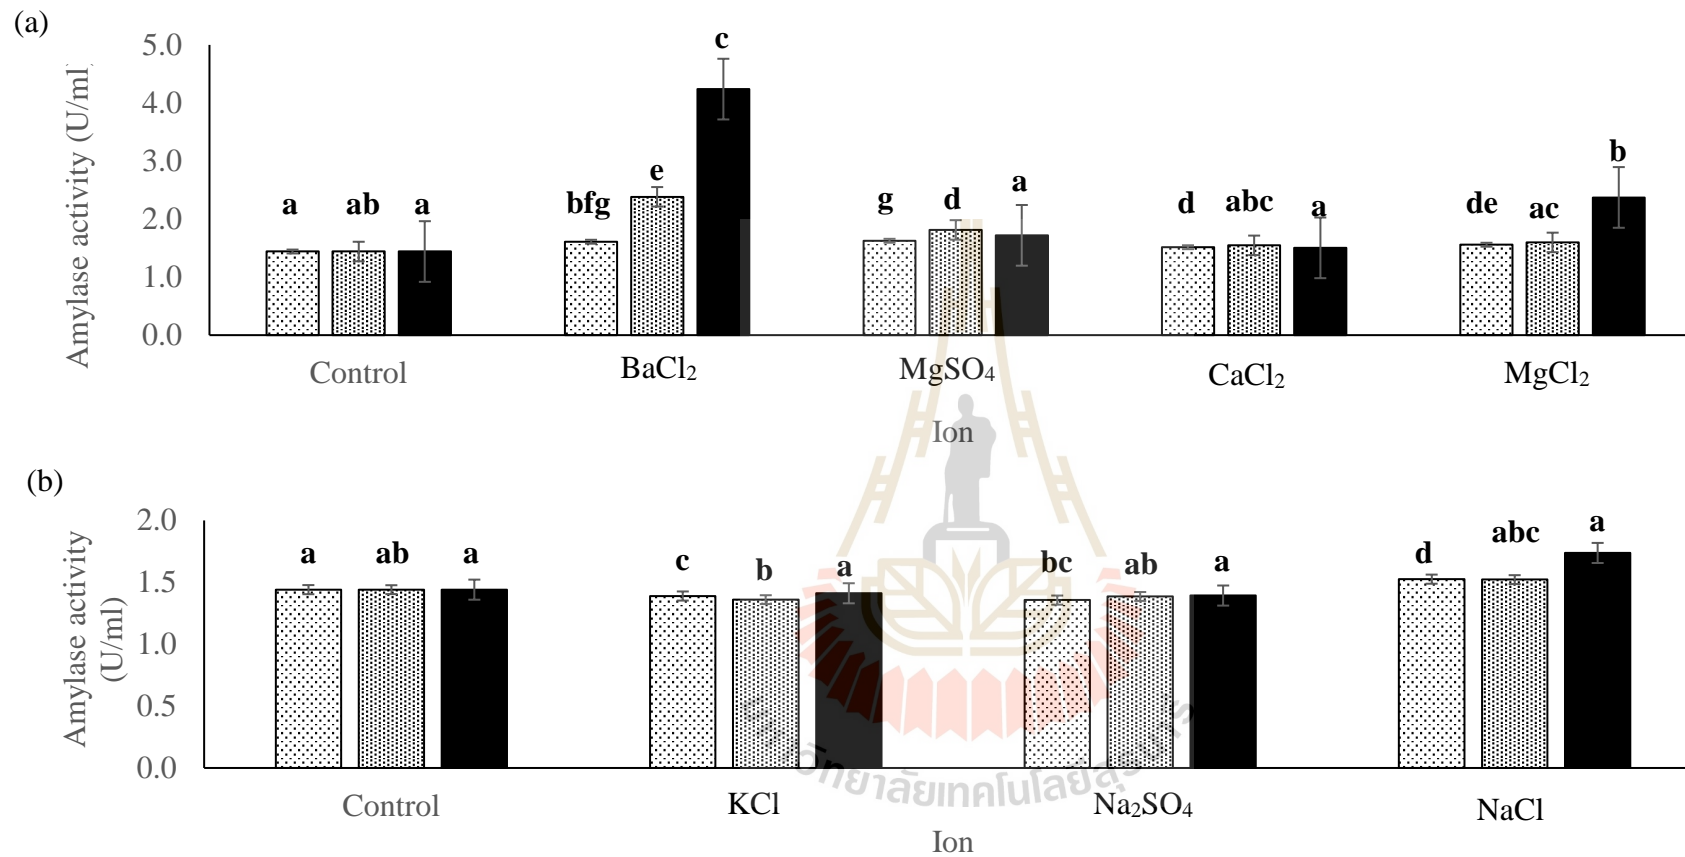 (a)
Amylase activity (U/ml)
5.0
4.0
3.0
2.0
1.0
0.0
a ab a
bfg e c
g d a
d abc a
de ac b
Control BaCl₂ MgSO₄ CaCl₂ MgCl₂
Ion
(b)
Amylase activity
(U/ml)
2.0
1.5
1.0
0.5
0.0
a ab a
c b a
bc ab a
d abc a
Control KCl Na₂SO₄ NaCl
Ion